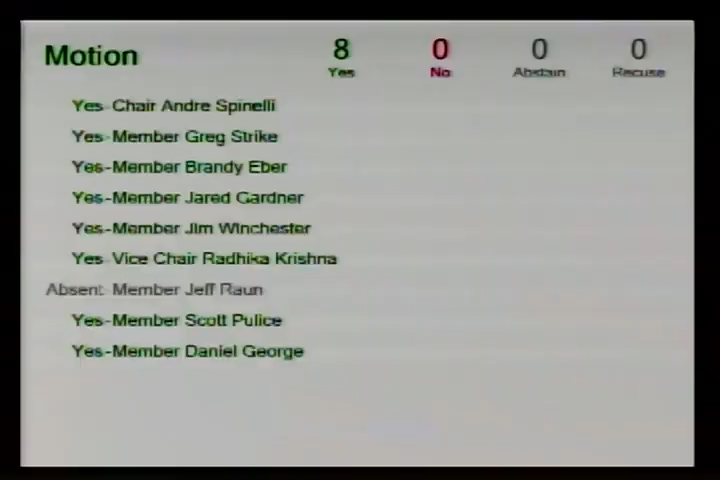 Motion
8 0 0 0
Yes No Abstain Recuse
Yes-Chair Andre Spinelli
Yes-Member Greg Strike
Yes-Member Brandy Eber
Yes-Member Jared Gardner
Yes-Member Jim Winchester
Yes-Vice Chair Radhika Krishna
Absent-Member Jeff Raun
Yes-Member Scott Pulice
Yes-Member Daniel George